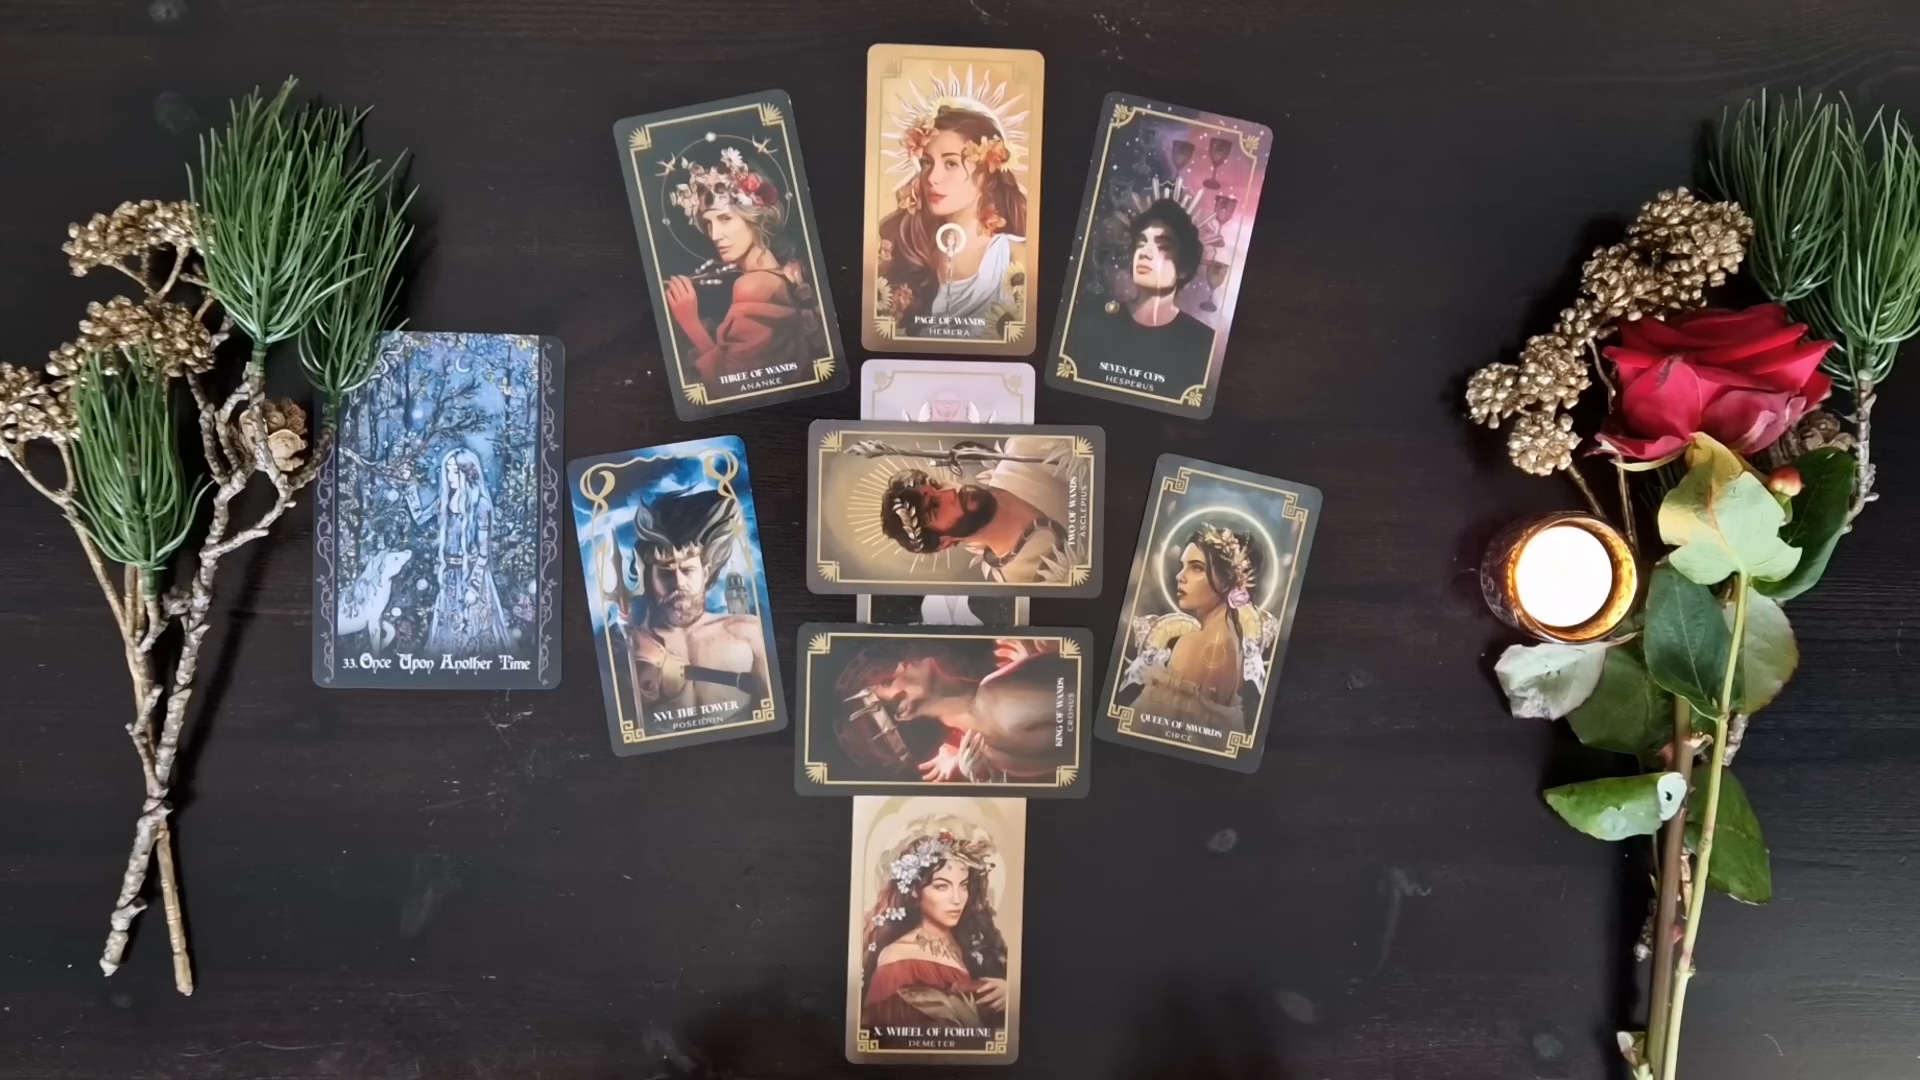 PAGE OF WANDS
HEMERA
THREE OF WANDS
ANANKE
SEVEN OF CUPS
HESPERUS
TWO OF WANDS
ASCLEPIUS
33. Once Upon Another Time
XVI. THE TOWER
POSEIDON
KING OF WANDS
CRONUS
QUEEN OF SWORDS
CIRCE
X. WHEEL OF FORTUNE
DEMETER